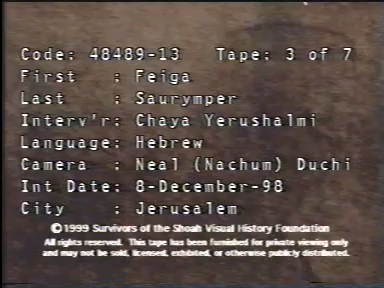 Code: 48489-13   Tape: 3 of 7
First    : Feiga
Last     : Saurymper
Interv'r: Chaya Yerushalmi
Language: Hebrew
Camera   : Neal (Nachum) Duchi
Int Date: 8-December-98
City     : Jerusalem
©1999 Survivors of the Shoah Visual History Foundation
All rights reserved. This tape has been furnished for private viewing only
and may not be sold, licensed, exhibited, or otherwise publicly distributed.